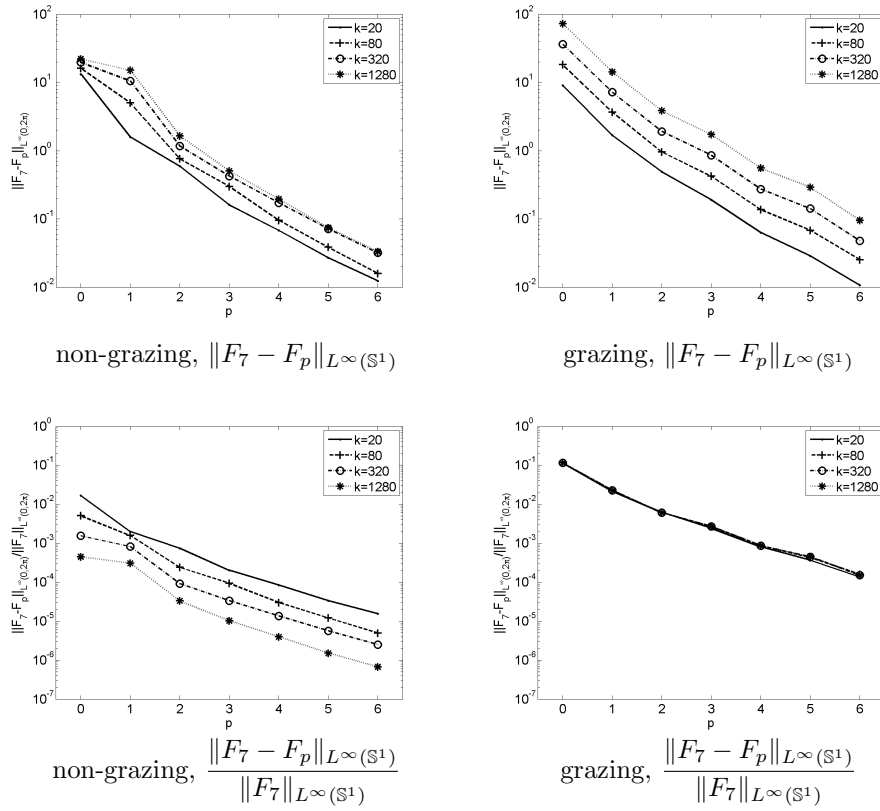 k=20
k=80
k=320
k=1280
10^2
10^1
10^0
10^{-1}
10^{-2}
||F_7-F_p||_{L^∞(0,2π)}
0 1 2 3 4 5 6
p
non-grazing, ‖F_7 − F_p‖_{L^∞(𝕊^1)}
k=20
k=80
k=320
k=1280
10^2
10^1
10^0
10^{-1}
10^{-2}
||F_7-F_p||_{L^∞(0,2π)}
0 1 2 3 4 5 6
p
grazing, ‖F_7 − F_p‖_{L^∞(𝕊^1)}
k=20
k=80
k=320
k=1280
10^0
10^{-1}
10^{-2}
10^{-3}
10^{-4}
10^{-5}
10^{-6}
10^{-7}
||F_7-F_p||_{L^∞(0,2π)}/||F_7||_{L^∞(0,2π)}
0 1 2 3 4 5 6
p
non-grazing, ‖F_7 − F_p‖_{L^∞(𝕊^1)} / ‖F_7‖_{L^∞(𝕊^1)}
k=20
k=80
k=320
k=1280
10^0
10^{-1}
10^{-2}
10^{-3}
10^{-4}
10^{-5}
10^{-6}
10^{-7}
||F_7-F_p||_{L^∞(0,2π)}/||F_7||_{L^∞(0,2π)}
0 1 2 3 4 5 6
p
grazing, ‖F_7 − F_p‖_{L^∞(𝕊^1)} / ‖F_7‖_{L^∞(𝕊^1)}